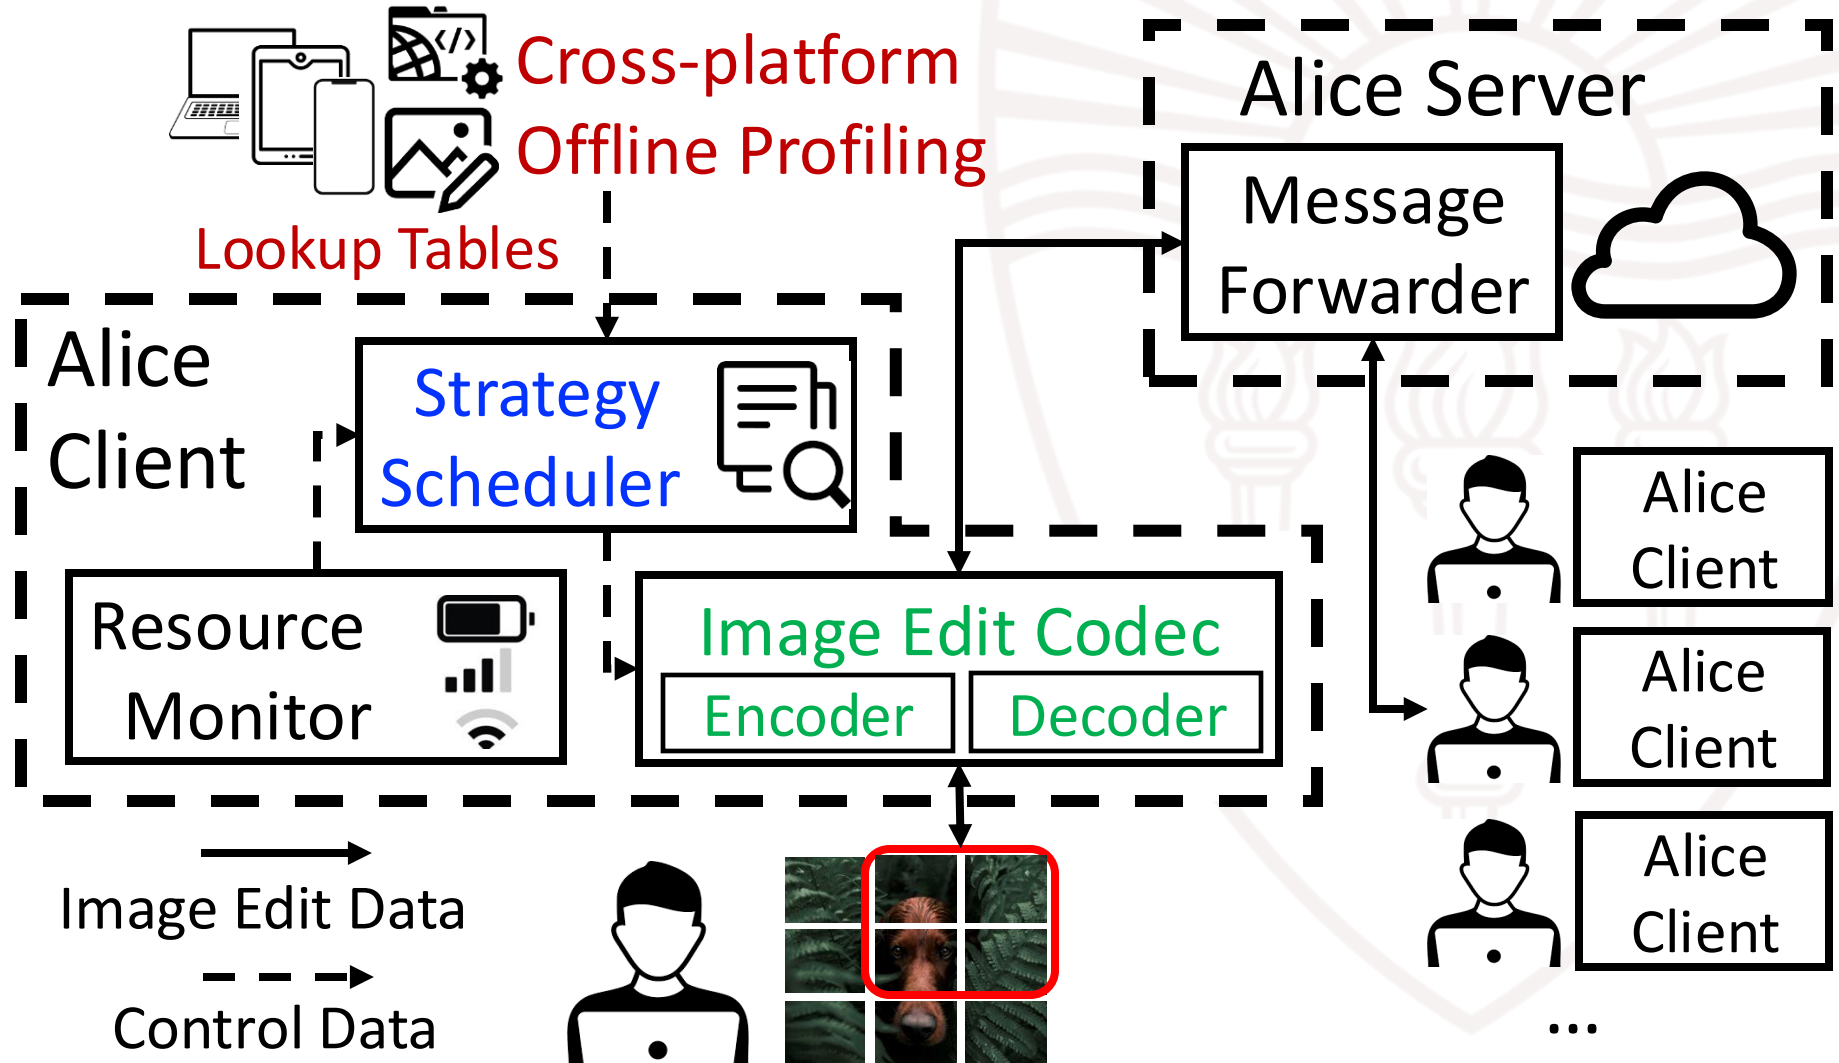 Cross-platform
Offline Profiling
Lookup Tables
Alice
Client
Strategy
Scheduler
Resource
Monitor
Image Edit Codec
Encoder
Decoder
Alice Server
Message
Forwarder
Alice
Client
Alice
Client
Alice
Client
...
Image Edit Data
Control Data